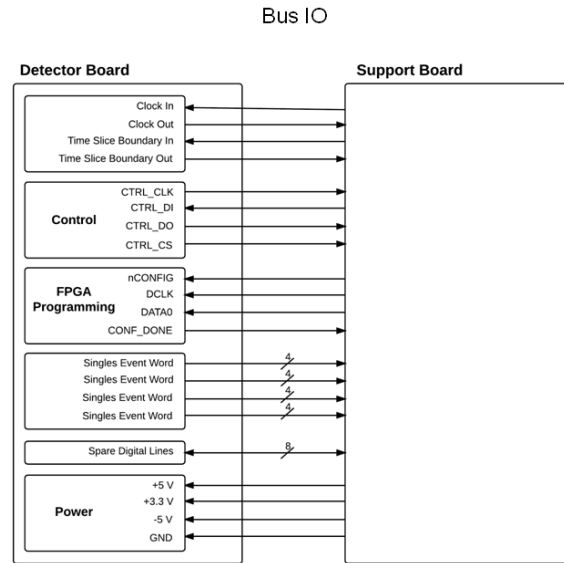 Bus IO
Detector Board
Support Board
Clock In
Clock Out
Time Slice Boundary In
Time Slice Boundary Out
Control
CTRL_CLK
CTRL_DI
CTRL_DO
CTRL_CS
FPGA
Programming
nCONFIG
DCLK
DATA0
CONF_DONE
Singles Event Word
4
Singles Event Word
4
Singles Event Word
4
Singles Event Word
4
Spare Digital Lines
8
Power
+5 V
+3.3 V
-5 V
GND